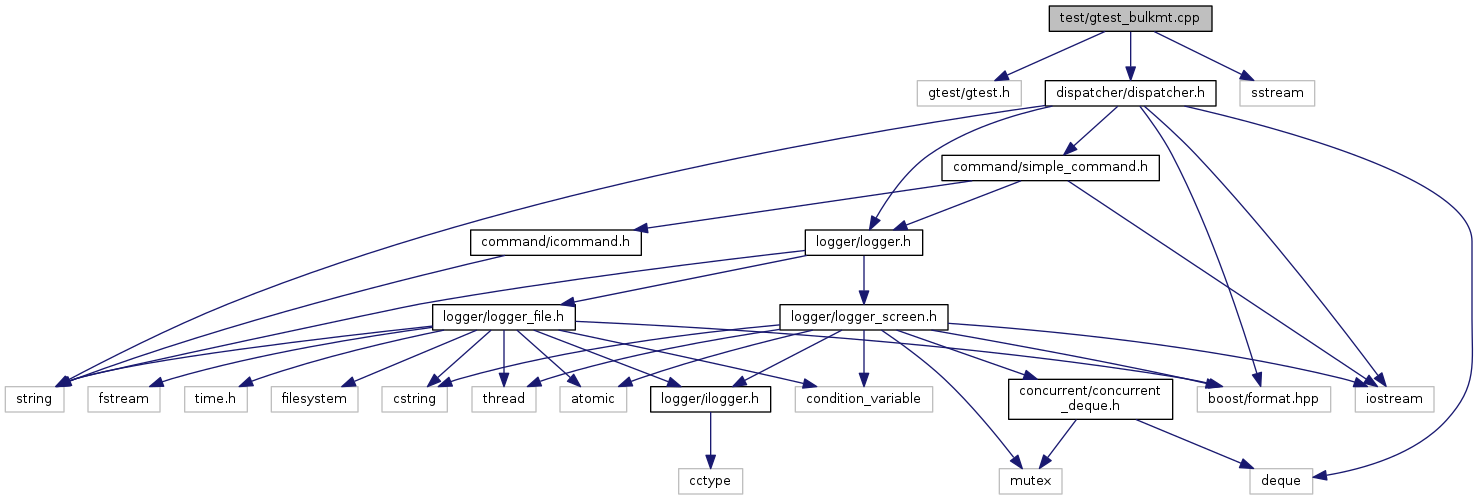 test/gtest_bulkmt.cpp
gtest/gtest.h
dispatcher/dispatcher.h
sstream
command/simple_command.h
command/icommand.h
logger/logger.h
logger/logger_file.h
logger/logger_screen.h
string
fstream
time.h
filesystem
cstring
thread
atomic
logger/ilogger.h
condition_variable
concurrent/concurrent
_deque.h
boost/format.hpp
iostream
cctype
mutex
deque